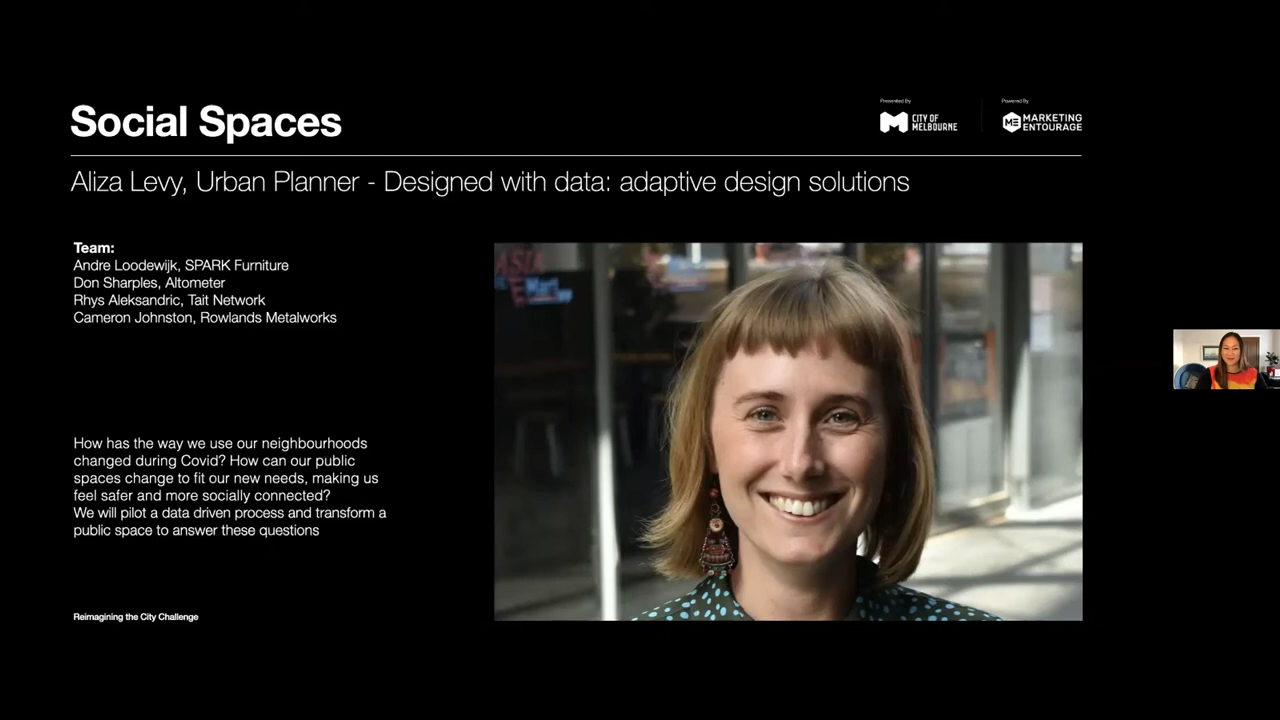 Social Spaces
Presented By
CITY OF
MELBOURNE
Powered By
ME MARKETING
ENTOURAGE
Aliza Levy, Urban Planner - Designed with data: adaptive design solutions
Team:
Andre Loodewijk, SPARK Furniture
Don Sharples, Altometer
Rhys Aleksandric, Tait Network
Cameron Johnston, Rowlands Metalworks
ASIA
How has the way we use our neighbourhoods
changed during Covid? How can our public
spaces change to fit our new needs, making us
feel safer and more socially connected?
We will pilot a data driven process and transform a
public space to answer these questions
Reimagining the City Challenge